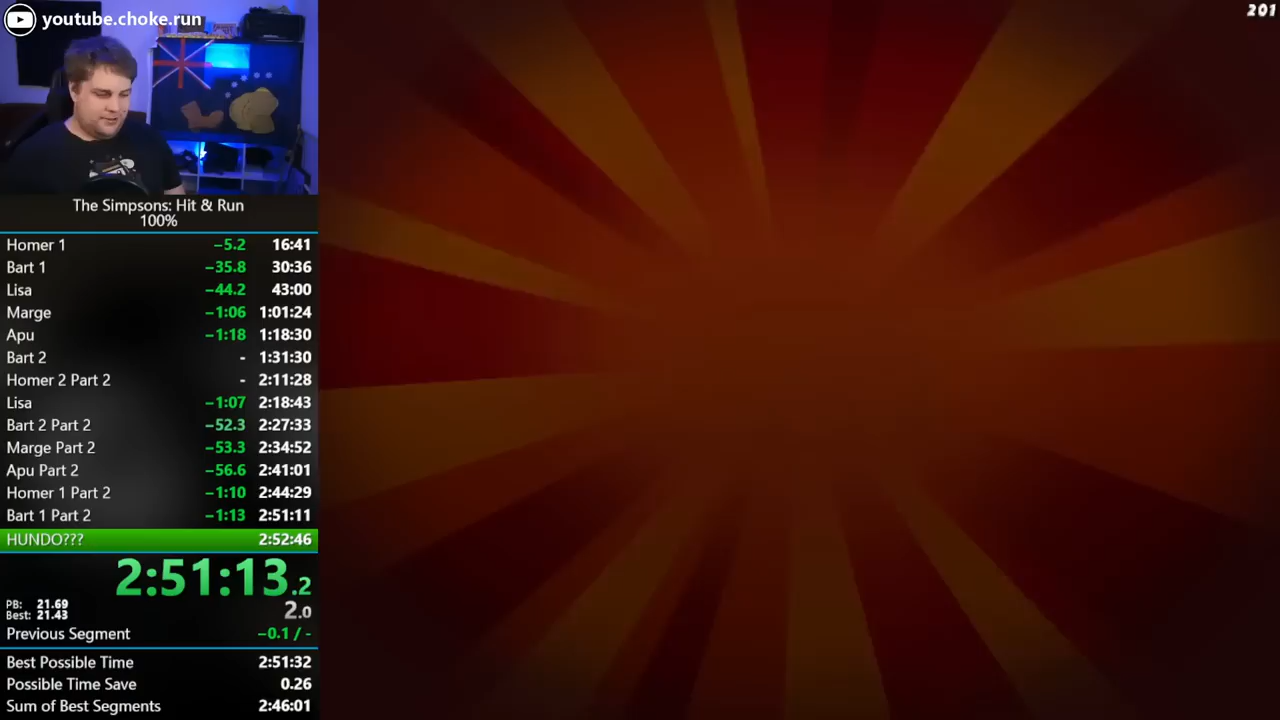 youtube.choke.run
201
The Simpsons: Hit & Run
100%
Homer 1 −5.2 16:41
Bart 1 −35.8 30:36
Lisa −44.2 43:00
Marge −1:06 1:01:24
Apu −1:18 1:18:30
Bart 2 - 1:31:30
Homer 2 Part 2 - 2:11:28
Lisa −1:07 2:18:43
Bart 2 Part 2 −52.3 2:27:33
Marge Part 2 −53.3 2:34:52
Apu Part 2 −56.6 2:41:01
Homer 1 Part 2 −1:10 2:44:29
Bart 1 Part 2 −1:13 2:51:11
HUNDO??? 2:52:46
2:51:13.2
PB: 21.69
Best: 21.43
2.0
Previous Segment −0.1 / -
Best Possible Time 2:51:32
Possible Time Save 0.26
Sum of Best Segments 2:46:01